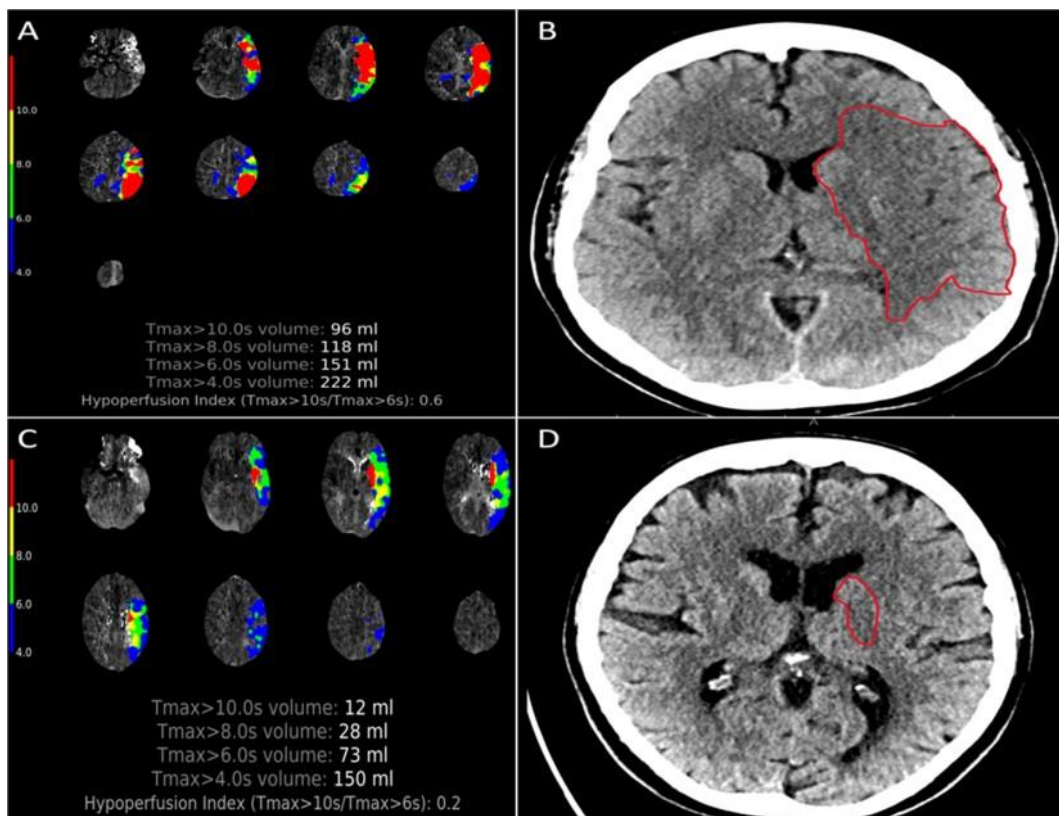 A
B
10.0
8.0
6.0
4.0
Tmax>10.0s volume: 96 ml
Tmax>8.0s volume: 118 ml
Tmax>6.0s volume: 151 ml
Tmax>4.0s volume: 222 ml
Hypoperfusion Index (Tmax>10s/Tmax>6s): 0.6
C
D
10.0
8.0
6.0
4.0
Tmax>10.0s volume: 12 ml
Tmax>8.0s volume: 28 ml
Tmax>6.0s volume: 73 ml
Tmax>4.0s volume: 150 ml
Hypoperfusion Index (Tmax>10s/Tmax>6s): 0.2